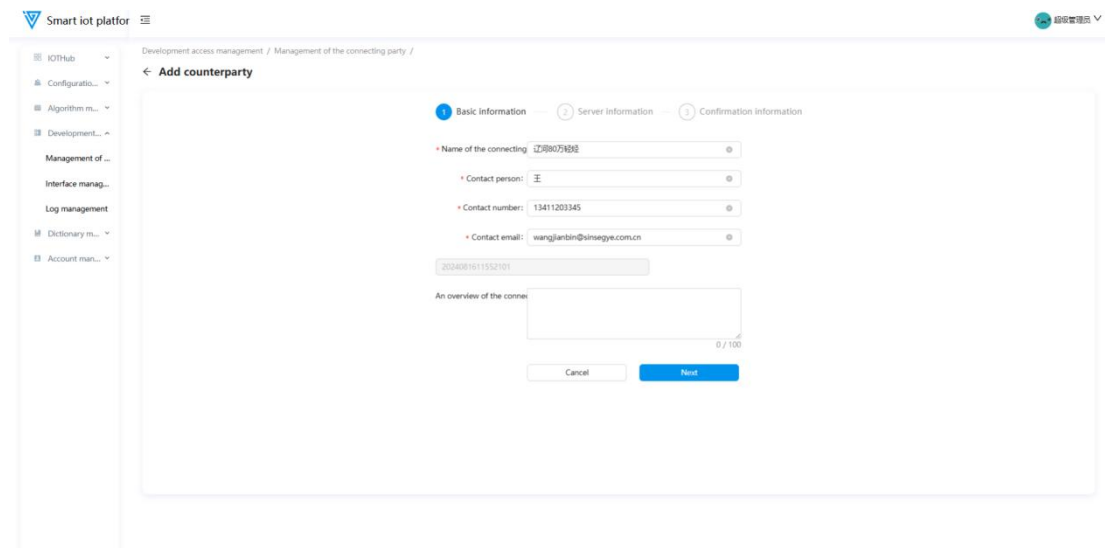 Smart iot platfor
超级管理员
IOTHub
Configuratio...
Algorithm m...
Development...
Management of ...
Interface manag...
Log management
Dictionary m...
Account man...
Development access management / Management of the connecting party /
← Add counterparty
1 Basic information
2 Server information
3 Confirmation information
* Name of the connecting 辽河80万轻烃
* Contact person: 王
* Contact number: 13411203345
* Contact email: wangjianbin@sinsegye.com.cn
2024081611552101
An overview of the connec
0 / 100
Cancel
Next